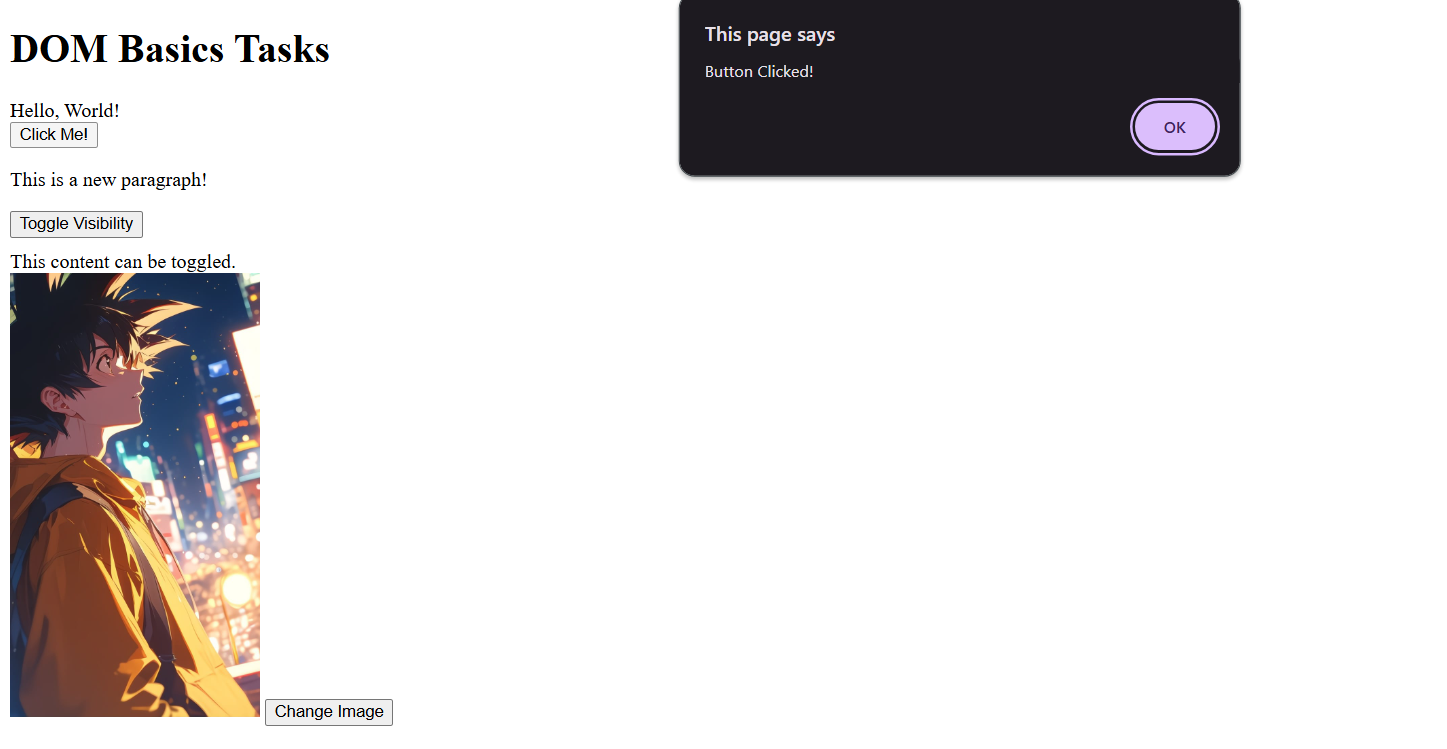 DOM Basics Tasks
Hello, World!
Click Me!
This is a new paragraph!
Toggle Visibility
This content can be toggled.
Change Image
This page says
Button Clicked!
OK